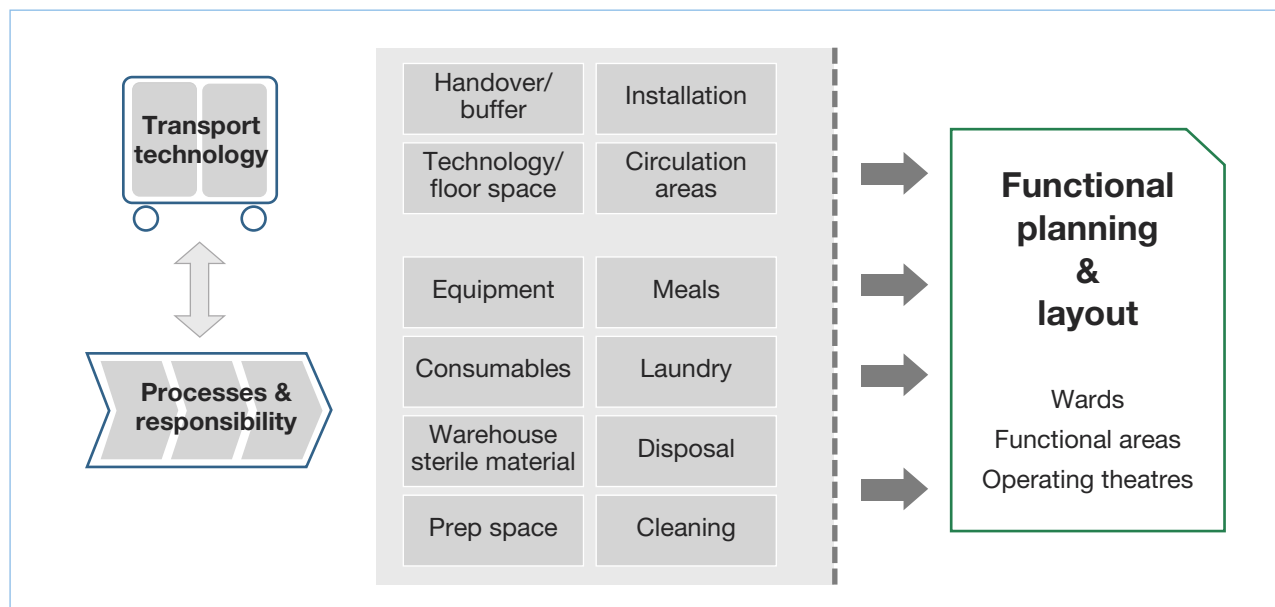 Transport
technology
Processes &
responsibility
Handover/
buffer
Installation
Technology/
floor space
Circulation
areas
Equipment
Meals
Consumables
Laundry
Warehouse
sterile material
Disposal
Prep space
Cleaning
Functional
planning
&
layout
Wards
Functional areas
Operating theatres